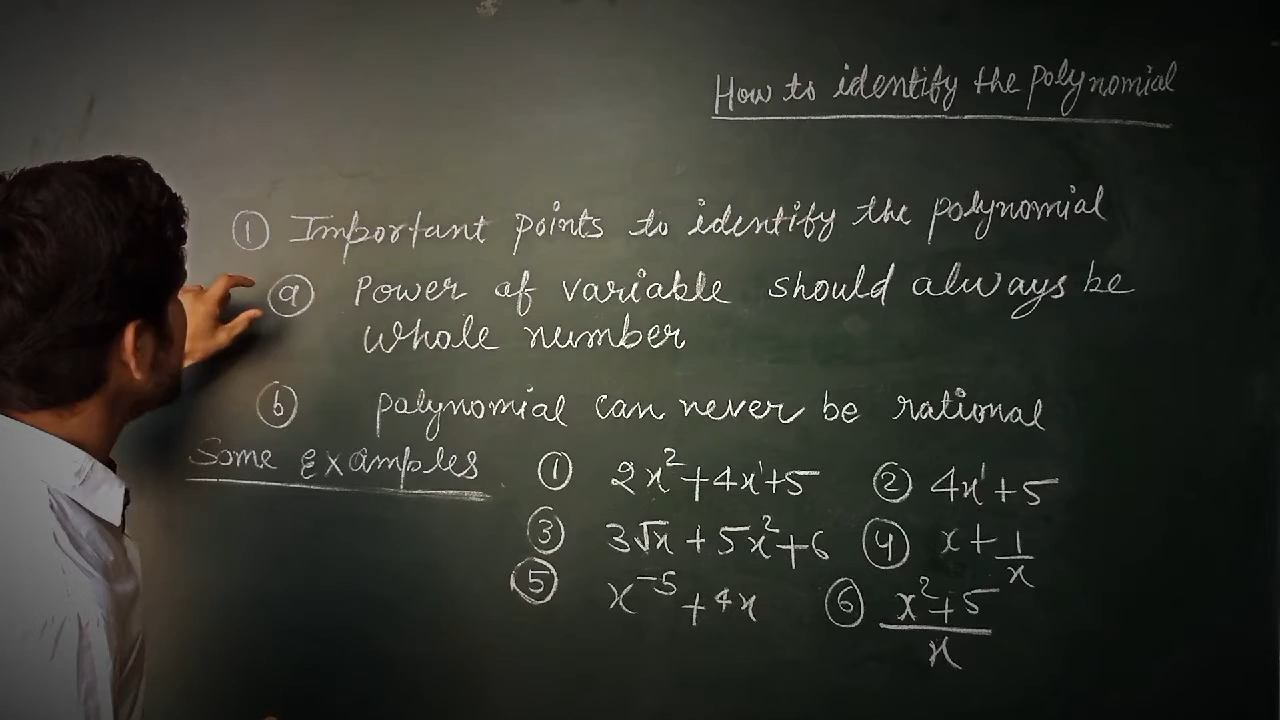 How to identify the polynomial
① Important points to identify the polynomial
ⓐ Power of variable should always be
whole number
ⓑ polynomial can never be rational
Some examples
① 2x²+4x¹+5 ② 4x¹+5
③ 3√x+5x²+6 ④ x+1/x
⑤ x⁻⁵+4x ⑥ x²+5/x